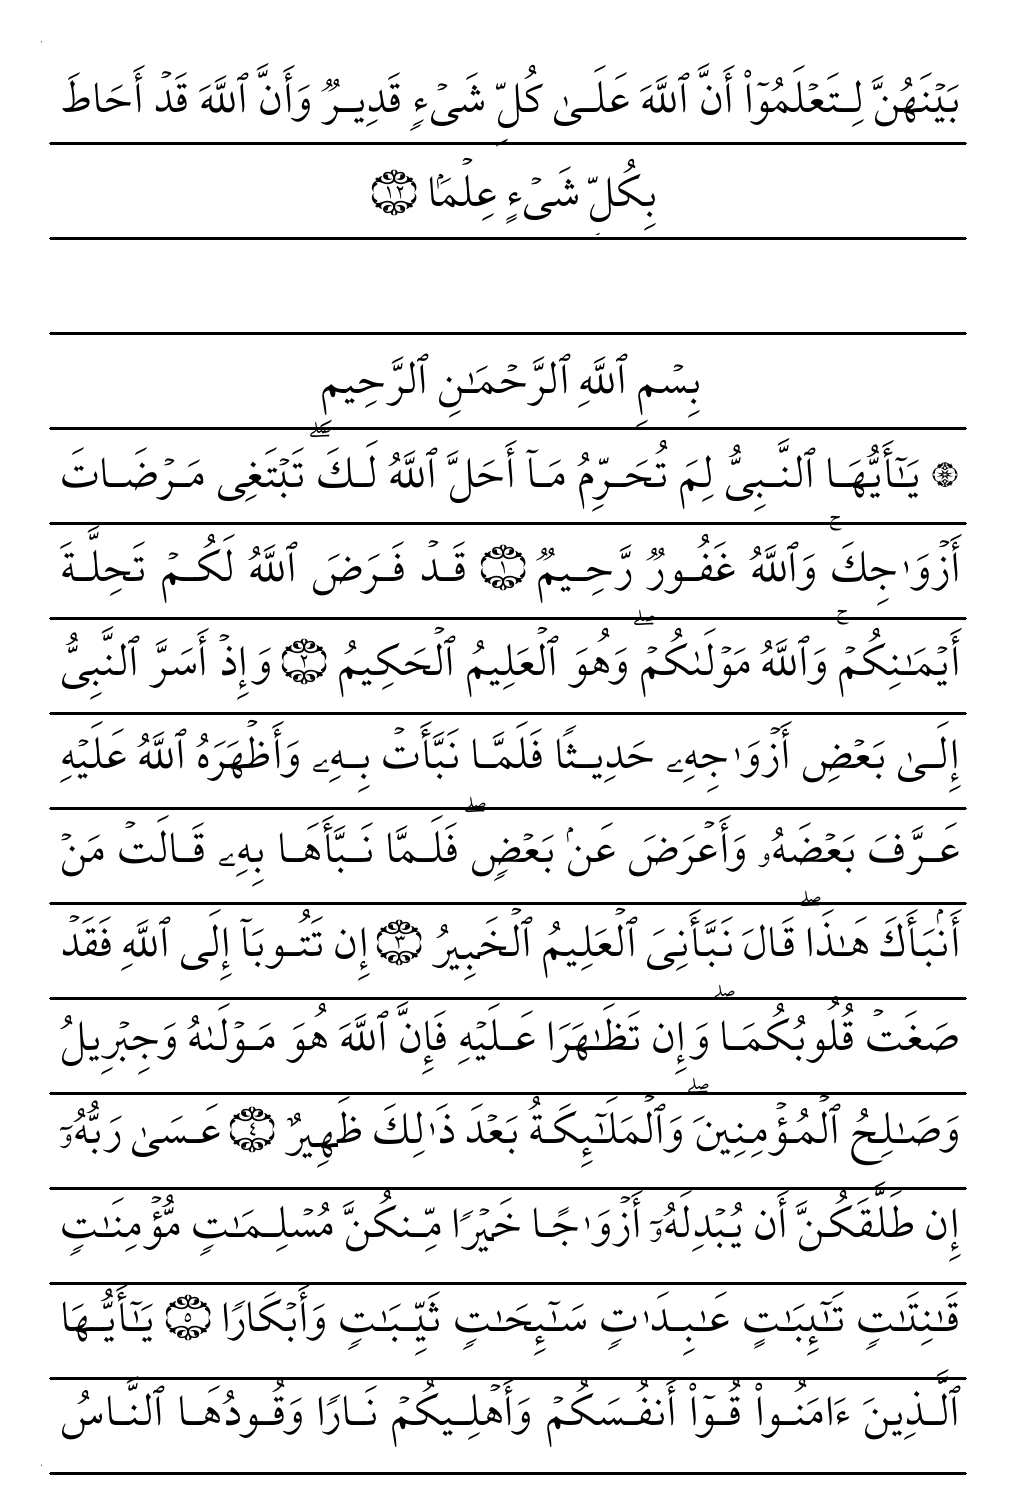 بَيۡنَهُنَّ لِتَعۡلَمُوٓاْ أَنَّ ٱللَّهَ عَلَىٰ كُلِّ شَيۡءٖ قَدِيرٞ وَأَنَّ ٱللَّهَ قَدۡ أَحَاطَ
بِكُلِّ شَيۡءٍ عِلۡمَۢا ١٢
بِسۡمِ ٱللَّهِ ٱلرَّحۡمَٰنِ ٱلرَّحِيمِ
۞ يَٰٓأَيُّهَا ٱلنَّبِيُّ لِمَ تُحَرِّمُ مَآ أَحَلَّ ٱللَّهُ لَكَۖ تَبۡتَغِي مَرۡضَاتَ
أَزۡوَٰجِكَۚ وَٱللَّهُ غَفُورٞ رَّحِيمٞ ١ قَدۡ فَرَضَ ٱللَّهُ لَكُمۡ تَحِلَّةَ
أَيۡمَٰنِكُمۡۚ وَٱللَّهُ مَوۡلَىٰكُمۡۖ وَهُوَ ٱلۡعَلِيمُ ٱلۡحَكِيمُ ٢ وَإِذۡ أَسَرَّ ٱلنَّبِيُّ
إِلَىٰ بَعۡضِ أَزۡوَٰجِهِۦ حَدِيثٗا فَلَمَّا نَبَّأَتۡ بِهِۦ وَأَظۡهَرَهُ ٱللَّهُ عَلَيۡهِ
عَرَّفَ بَعۡضَهُۥ وَأَعۡرَضَ عَنۢ بَعۡضٖۖ فَلَمَّا نَبَّأَهَا بِهِۦ قَالَتۡ مَنۡ
أَنۢبَأَكَ هَٰذَاۖ قَالَ نَبَّأَنِيَ ٱلۡعَلِيمُ ٱلۡخَبِيرُ ٣ إِن تَتُوبَآ إِلَى ٱللَّهِ فَقَدۡ
صَغَتۡ قُلُوبُكُمَاۖ وَإِن تَظَٰهَرَا عَلَيۡهِ فَإِنَّ ٱللَّهَ هُوَ مَوۡلَىٰهُ وَجِبۡرِيلُ
وَصَٰلِحُ ٱلۡمُؤۡمِنِينَۖ وَٱلۡمَلَٰٓئِكَةُ بَعۡدَ ذَٰلِكَ ظَهِيرٌ ٤ عَسَىٰ رَبُّهُۥٓ
إِن طَلَّقَكُنَّ أَن يُبۡدِلَهُۥٓ أَزۡوَٰجًا خَيۡرٗا مِّنكُنَّ مُسۡلِمَٰتٖ مُّؤۡمِنَٰتٖ
قَٰنِتَٰتٖ تَٰٓئِبَٰتٍ عَٰبِدَٰتٖ سَٰٓئِحَٰتٖ ثَيِّبَٰتٖ وَأَبۡكَارٗا ٥ يَٰٓأَيُّهَا
ٱلَّذِينَ ءَامَنُواْ قُوٓاْ أَنفُسَكُمۡ وَأَهۡلِيكُمۡ نَارٗا وَقُودُهَا ٱلنَّاسُ